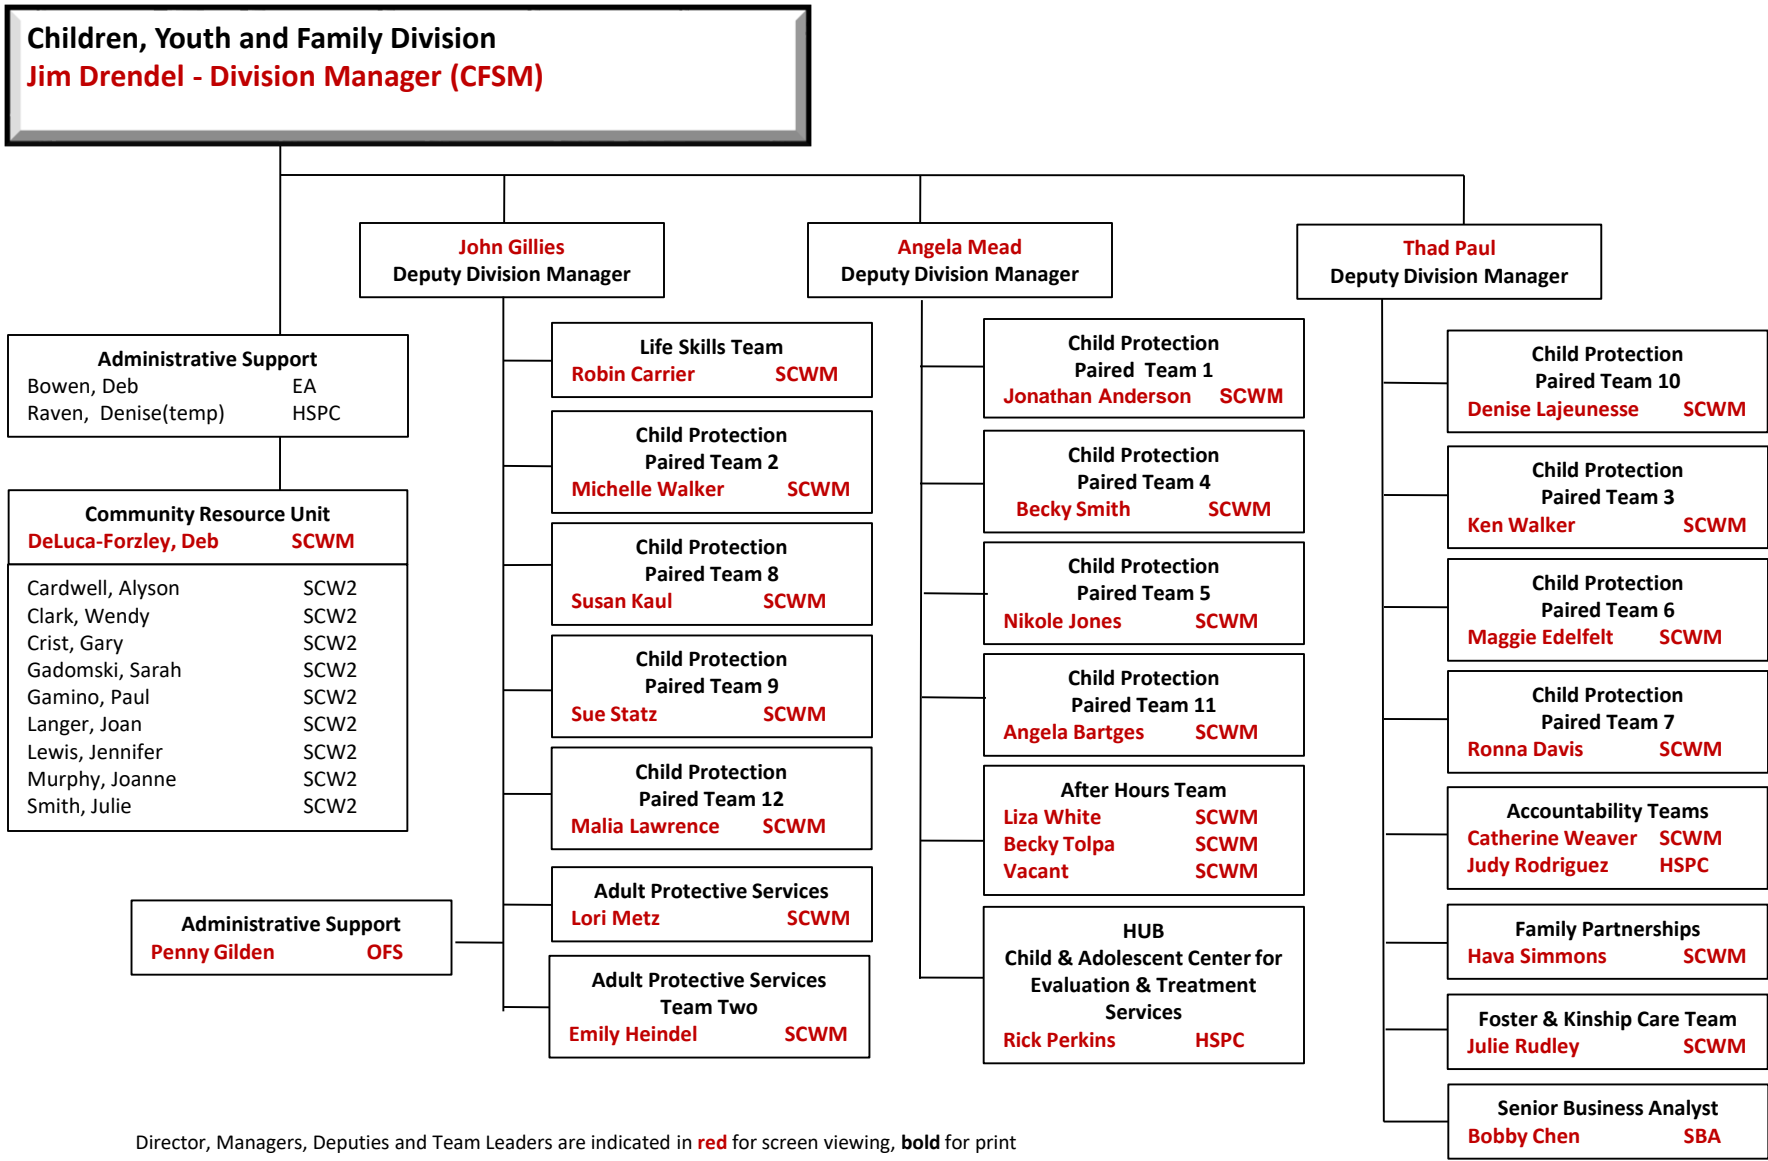 Children, Youth and Family Division
Jim Drendel - Division Manager (CFSM)
John Gillies
Deputy Division Manager
Angela Mead
Deputy Division Manager
Thad Paul
Deputy Division Manager
Administrative Support
Bowen, Deb EA
Raven, Denise(temp) HSPC
Community Resource Unit
DeLuca-Forzley, Deb SCWM
Cardwell, Alyson SCW2
Clark, Wendy SCW2
Crist, Gary SCW2
Gadomski, Sarah SCW2
Gamino, Paul SCW2
Langer, Joan SCW2
Lewis, Jennifer SCW2
Murphy, Joanne SCW2
Smith, Julie SCW2
Administrative Support
Penny Gilden OFS
Life Skills Team
Robin Carrier SCWM
Child Protection
Paired Team 2
Michelle Walker SCWM
Child Protection
Paired Team 8
Susan Kaul SCWM
Child Protection
Paired Team 9
Sue Statz SCWM
Child Protection
Paired Team 12
Malia Lawrence SCWM
Adult Protective Services
Lori Metz SCWM
Adult Protective Services
Team Two
Emily Heindel SCWM
Child Protection
Paired Team 1
Jonathan Anderson SCWM
Child Protection
Paired Team 4
Becky Smith SCWM
Child Protection
Paired Team 5
Nikole Jones SCWM
Child Protection
Paired Team 11
Angela Bartges SCWM
After Hours Team
Liza White SCWM
Becky Tolpa SCWM
Vacant SCWM
HUB
Child & Adolescent Center for
Evaluation & Treatment
Services
Rick Perkins HSPC
Child Protection
Paired Team 10
Denise Lajeunesse SCWM
Child Protection
Paired Team 3
Ken Walker SCWM
Child Protection
Paired Team 6
Maggie Edelfelt SCWM
Child Protection
Paired Team 7
Ronna Davis SCWM
Accountability Teams
Catherine Weaver SCWM
Judy Rodriguez HSPC
Family Partnerships
Hava Simmons SCWM
Foster & Kinship Care Team
Julie Rudley SCWM
Senior Business Analyst
Bobby Chen SBA
Director, Managers, Deputies and Team Leaders are indicated in red for screen viewing, bold for print